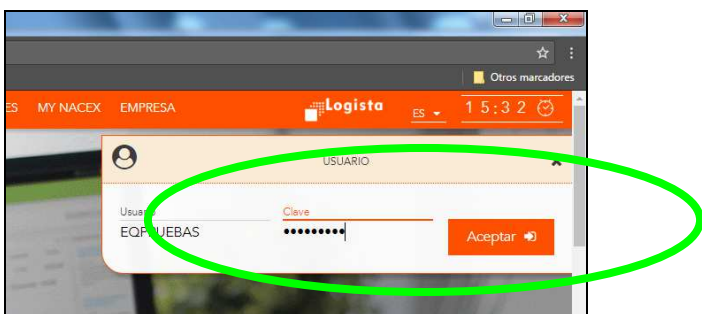 Otros marcadores
ES MY NACEX EMPRESA Logista ES 15:32
USUARIO
Usuario Clave
EQPRUEBAS •••••••••
Aceptar